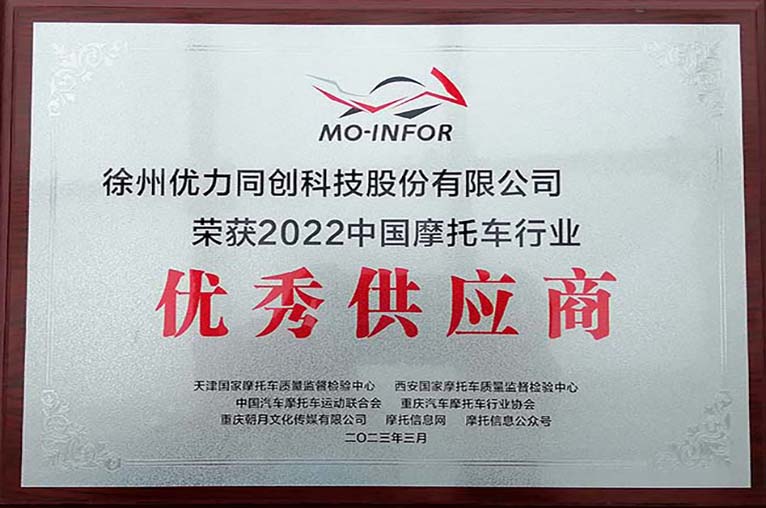 MO-INFOR
徐州优力同创科技股份有限公司
荣获2022中国摩托车行业
优秀供应商
天津国家摩托车质量监督检验中心 西安国家摩托车质量监督检验中心
中国汽车摩托车运动联合会 重庆汽车摩托车行业协会
重庆朝月文化传媒有限公司 摩托信息网 摩托信息公众号
二〇二三年三月